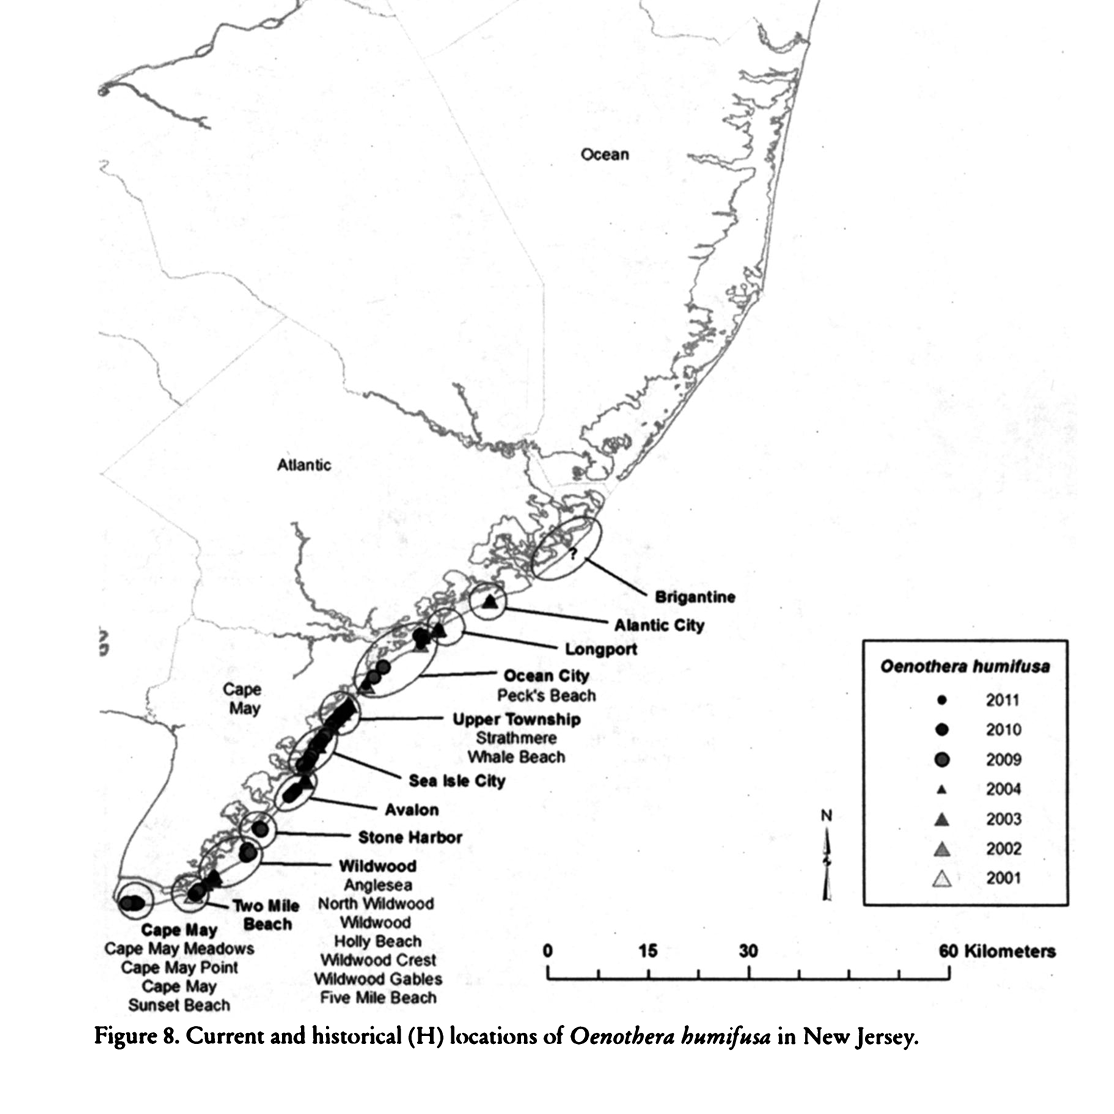 Ocean
Atlantic
?
Brigantine
Alantic City
Longport
Ocean City
Peck's Beach
Cape
May
Upper Township
Strathmere
Whale Beach
Sea Isle City
Avalon
Stone Harbor
Wildwood
Anglesea
North Wildwood
Wildwood
Holly Beach
Wildwood Crest
Wildwood Gables
Five Mile Beach
Two Mile
Beach
Cape May
Cape May Meadows
Cape May Point
Cape May
Sunset Beach
Oenothera humifusa
2011
2010
2009
2004
2003
2002
2001
N
0 15 30 60 Kilometers
Figure 8. Current and historical (H) locations of Oenothera humifusa in New Jersey.